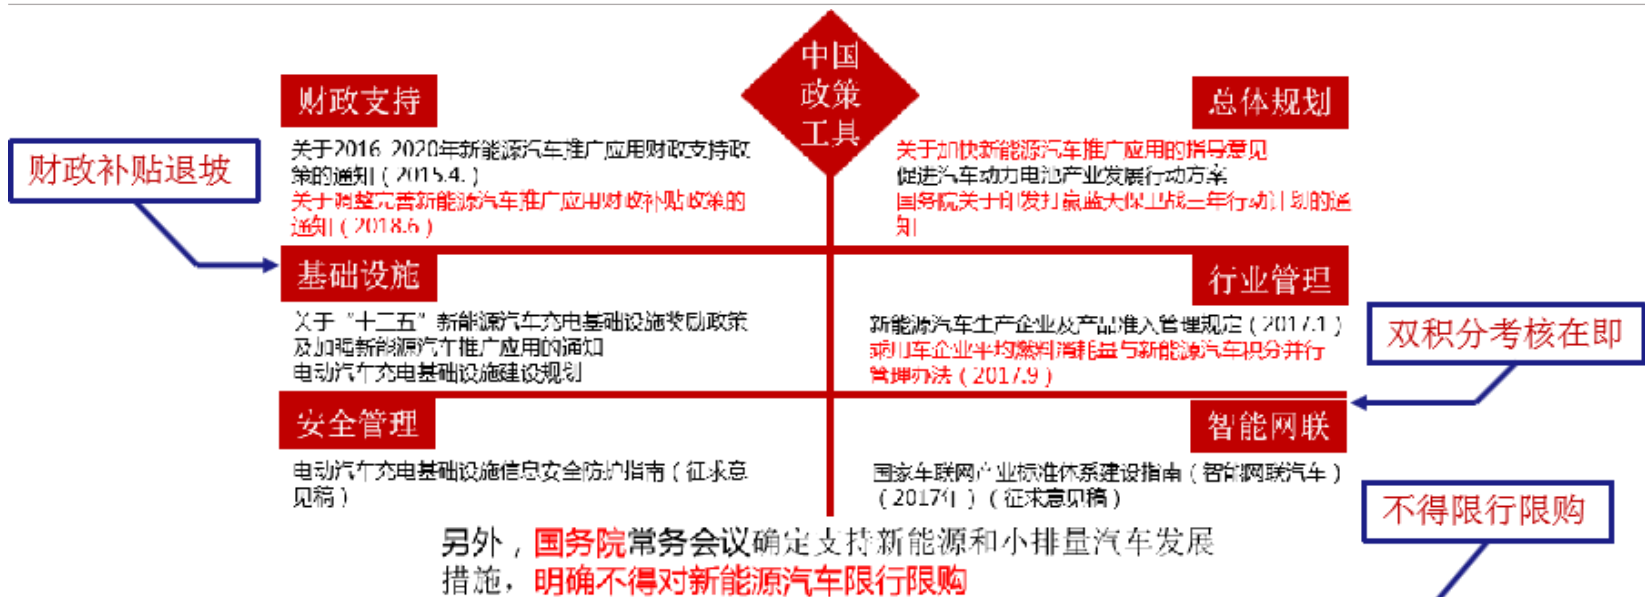 中国
政策
工具
财政支持
关于2016-2020年新能源汽车推广应用财政支持政
策的通知（2015.4.）
关于调整完善新能源汽车推广应用财政补贴政策的
通知（2018.6）
总体规划
关于加快新能源汽车推广应用的指导意见
促进汽车动力电池产业发展行动方案
国务院关于印发打赢蓝天保卫战三年行动计划的通
知
财政补贴退坡
基础设施
关于“十三五”新能源汽车充电基础设施奖励政策
及加强新能源汽车推广应用的通知
电动汽车充电基础设施建设规划
行业管理
新能源汽车生产企业及产品准入管理规定（2017.1）
乘用车企业平均燃料消耗量与新能源汽车积分并行
管理办法（2017.9）
双积分考核在即
安全管理
电动汽车充电基础设施信息安全防护指南（征求意
见稿）
智能网联
国家车联网产业标准体系建设指南（智能网联汽车）
（2017年）（征求意见稿）
不得限行限购
另外，国务院常务会议确定支持新能源和小排量汽车发展
措施，明确不得对新能源汽车限行限购